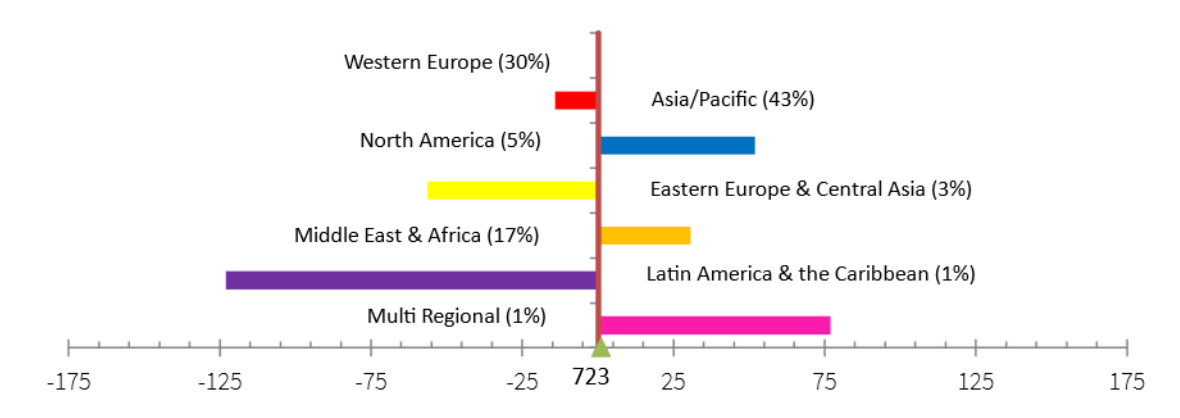 Western Europe (30%)
Asia/Pacific (43%)
North America (5%)
Eastern Europe & Central Asia (3%)
Middle East & Africa (17%)
Latin America & the Caribbean (1%)
Multi Regional (1%)
-175 -125 -75 -25 723 25 75 125 175